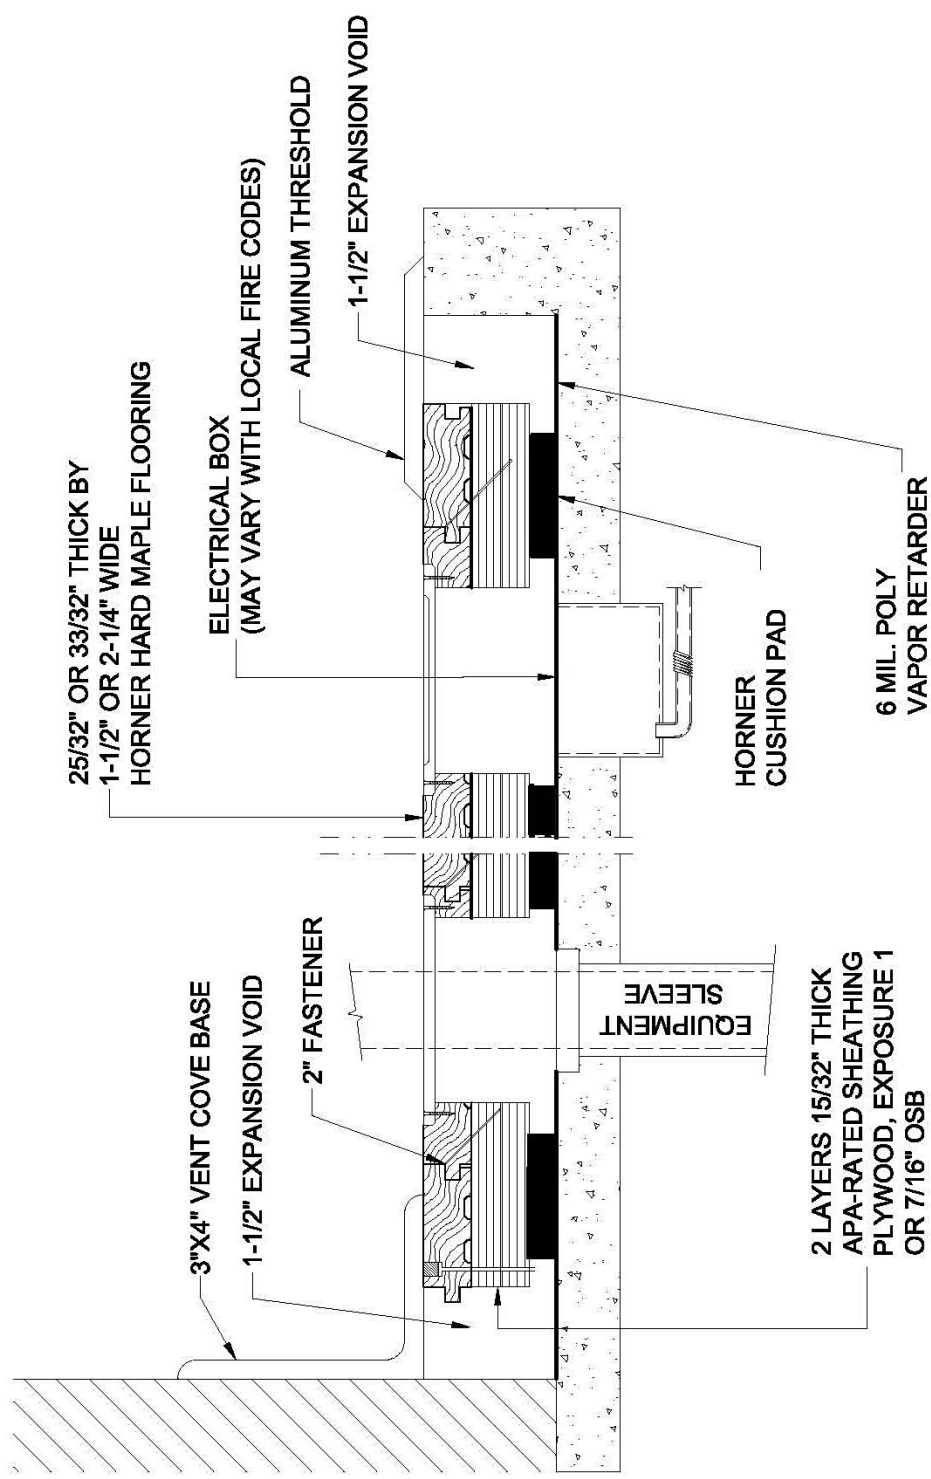 3"X4" VENT COVE BASE
1-1/2" EXPANSION VOID
2" FASTENER
25/32" OR 33/32" THICK BY
1-1/2" OR 2-1/4" WIDE
HORNER HARD MAPLE FLOORING
ELECTRICAL BOX
(MAY VARY WITH LOCAL FIRE CODES)
ALUMINUM THRESHOLD
1-1/2" EXPANSION VOID
EQUIPMENT
SLEEVE
2 LAYERS 15/32" THICK
APA-RATED SHEATHING
PLYWOOD, EXPOSURE 1
OR 7/16" OSB
HORNER
CUSHION PAD
6 MIL. POLY
VAPOR RETARDER